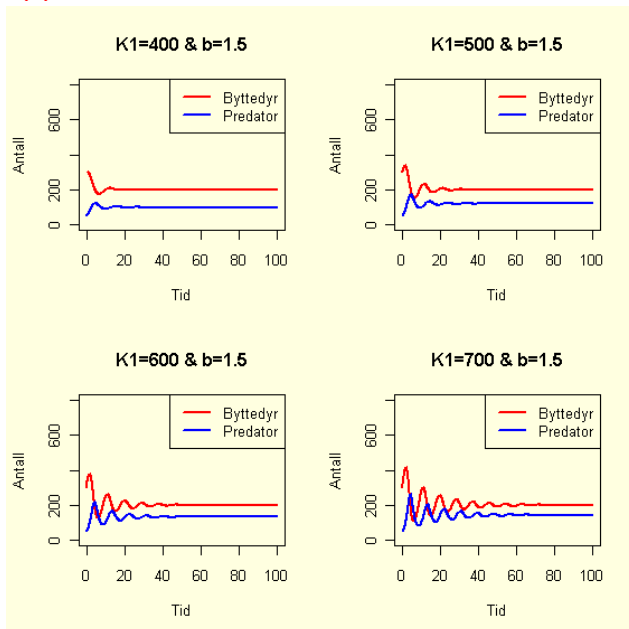 K1=400 & b=1.5
Byttedyr
Predator
Antall
600
200
0
0 20 40 60 80 100
Tid
K1=500 & b=1.5
Byttedyr
Predator
Antall
600
200
0
0 20 40 60 80 100
Tid
K1=600 & b=1.5
Byttedyr
Predator
Antall
600
200
0
0 20 40 60 80 100
Tid
K1=700 & b=1.5
Byttedyr
Predator
Antall
600
200
0
0 20 40 60 80 100
Tid